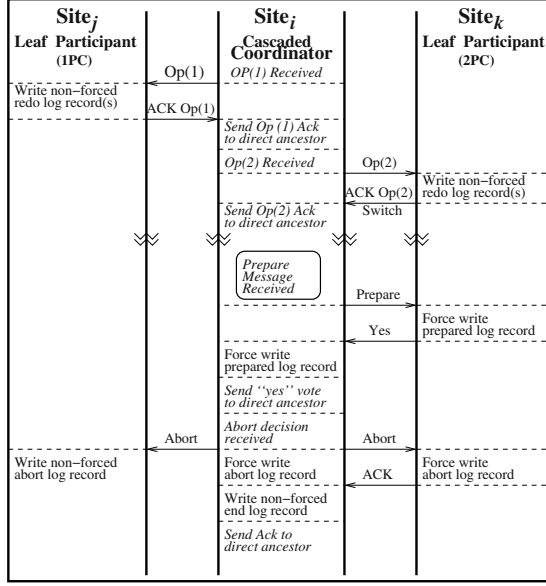 Site j
Leaf Participant
(1PC)
Site i
Cascaded
Coordinator
Site k
Leaf Participant
(2PC)
Op(1)
OP(1) Received
Write non−forced
redo log record(s)
ACK Op(1)
Send Op (1) Ack
to direct ancestor
Op(2) Received
Op(2)
ACK Op(2)
Write non−forced
redo log record(s)
Send Op(2) Ack
to direct ancestor
Switch
Prepare
Message
Received
Prepare
Yes
Force write
prepared log record
Force write
prepared log record
Send ‘‘yes’’ vote
to direct ancestor
Abort decision
received
Abort
Abort
Write non−forced
abort log record
Force write
abort log record
ACK
Force write
abort log record
Write non−forced
end log record
Send Ack to
direct ancestor